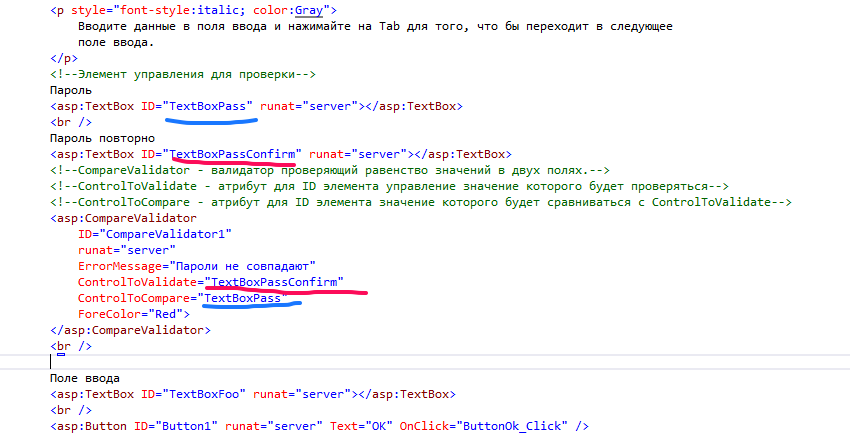 <p style="font-style:italic; color:Gray">
Вводите данные в поля ввода и нажимайте на Tab для того, что бы переходит в следующее
поле ввода.
</p>
<!--Элемент управления для проверки-->
Пароль
<asp:TextBox ID="TextBoxPass" runat="server"></asp:TextBox>
<br />
Пароль повторно
<asp:TextBox ID="TextBoxPassConfirm" runat="server"></asp:TextBox>
<!--CompareValidator - валидатор проверяющий равенство значений в двух полях.-->
<!--ControlToValidate - атрибут для ID элемента управление значение которого будет проверяться-->
<!--ControlToCompare - атрибут для ID элемента значение которого будет сравниваться с ControlToValidate-->
<asp:CompareValidator
ID="CompareValidator1"
runat="server"
ErrorMessage="Пароли не совпадают"
ControlToValidate="TextBoxPassConfirm"
ControlToCompare="TextBoxPass"
ForeColor="Red">
</asp:CompareValidator>
<br />
Поле ввода
<asp:TextBox ID="TextBoxFoo" runat="server"></asp:TextBox>
<br />
<asp:Button ID="Button1" runat="server" Text="OK" OnClick="ButtonOk_Click" />